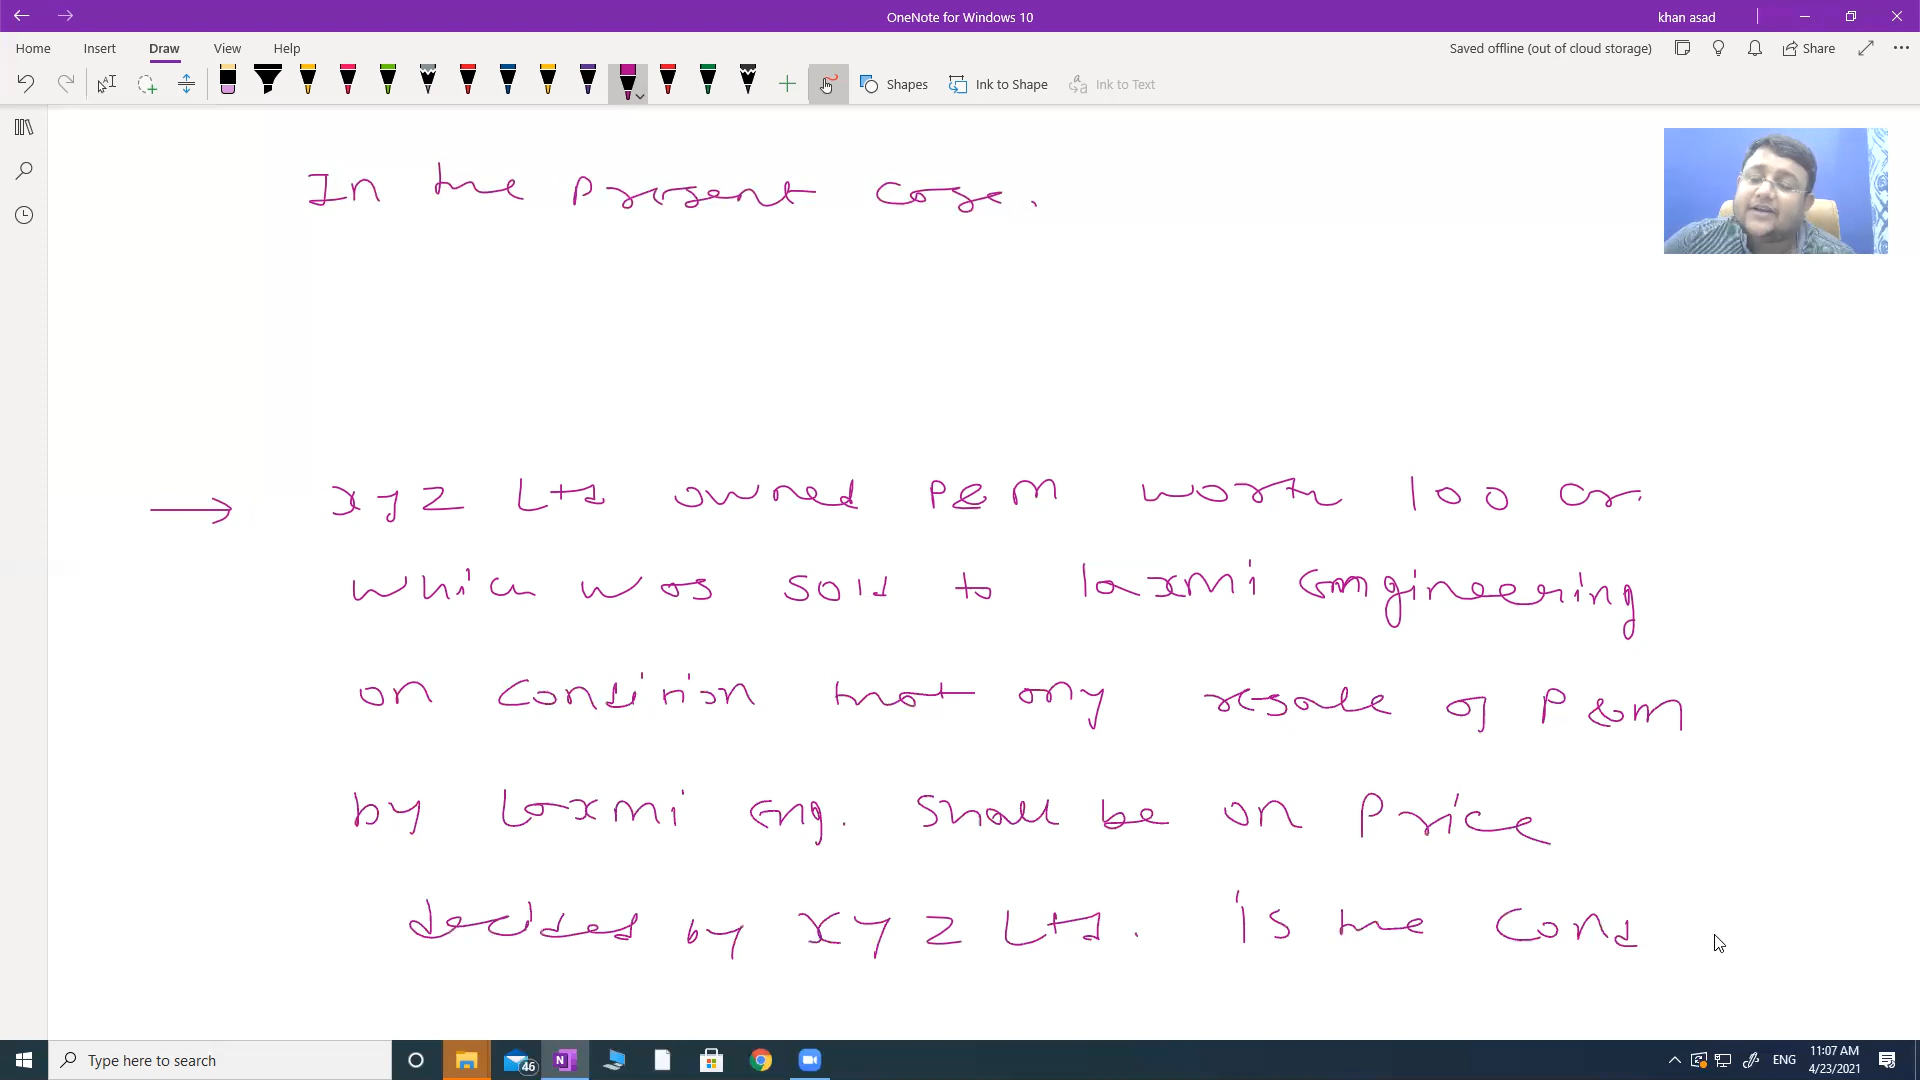 OneNote for Windows 10
khan asad
Home Insert Draw View Help
Saved offline (out of cloud storage)
Share
Shapes
Ink to Shape
Ink to Text
In the present case.
xyz Ltd owned P&M worth 100 cr.
which was sold to laxmi Engineering
on condition that any resale of P&M
by Laxmi Eng. shall be on Price
decided by XYZ Ltd. is the Cond
Type here to search
46
ENG
11:07 AM
4/23/2021